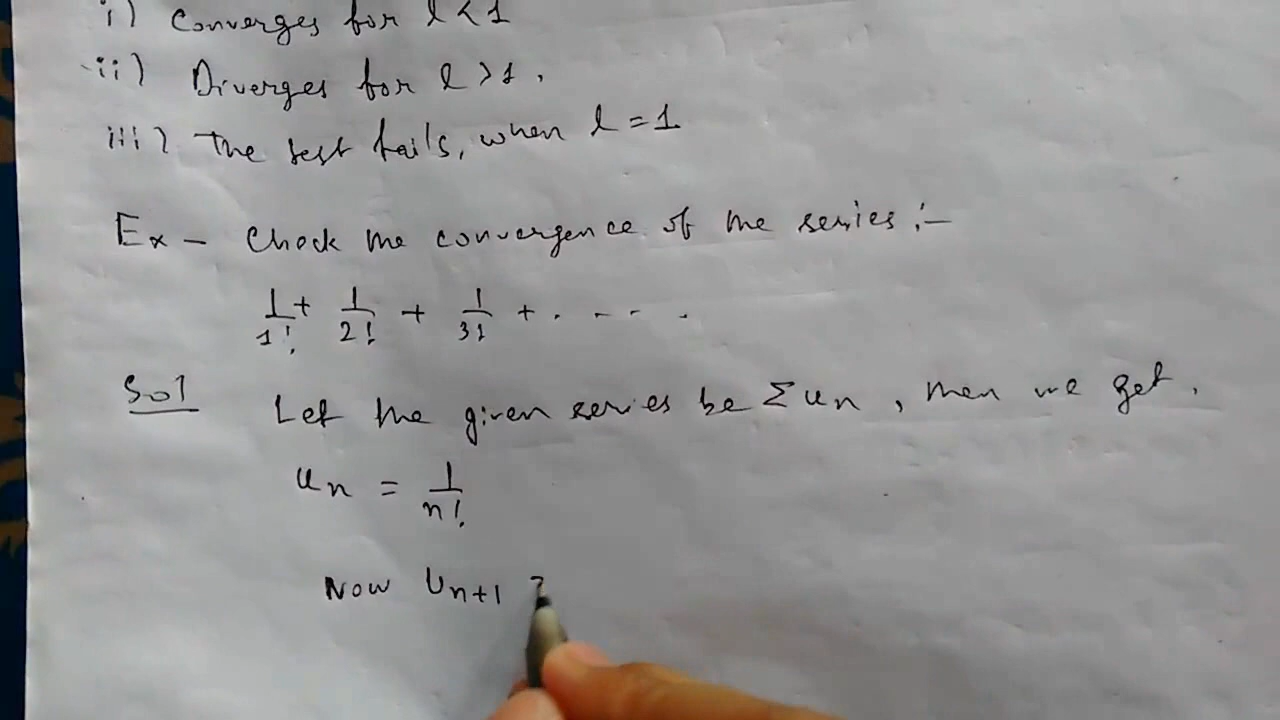 i) Converges for l < 1
ii) Diverges for l > 1.
iii) The test fails, when l = 1
Ex - Check the convergence of the series :-
1/1! + 1/2! + 1/3! + . - - - .
Sol Let the given series be Σ un, then we get,
un = 1/n!
Now Un+1 =